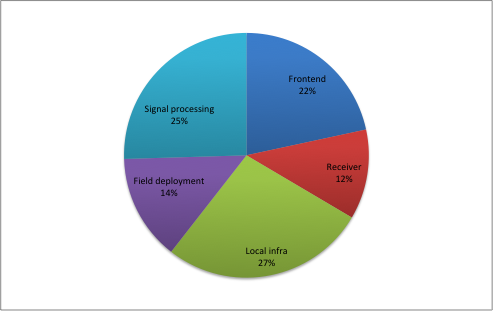 Frontend
22%
Receiver
12%
Local infra
27%
Field deployment
14%
Signal processing
25%